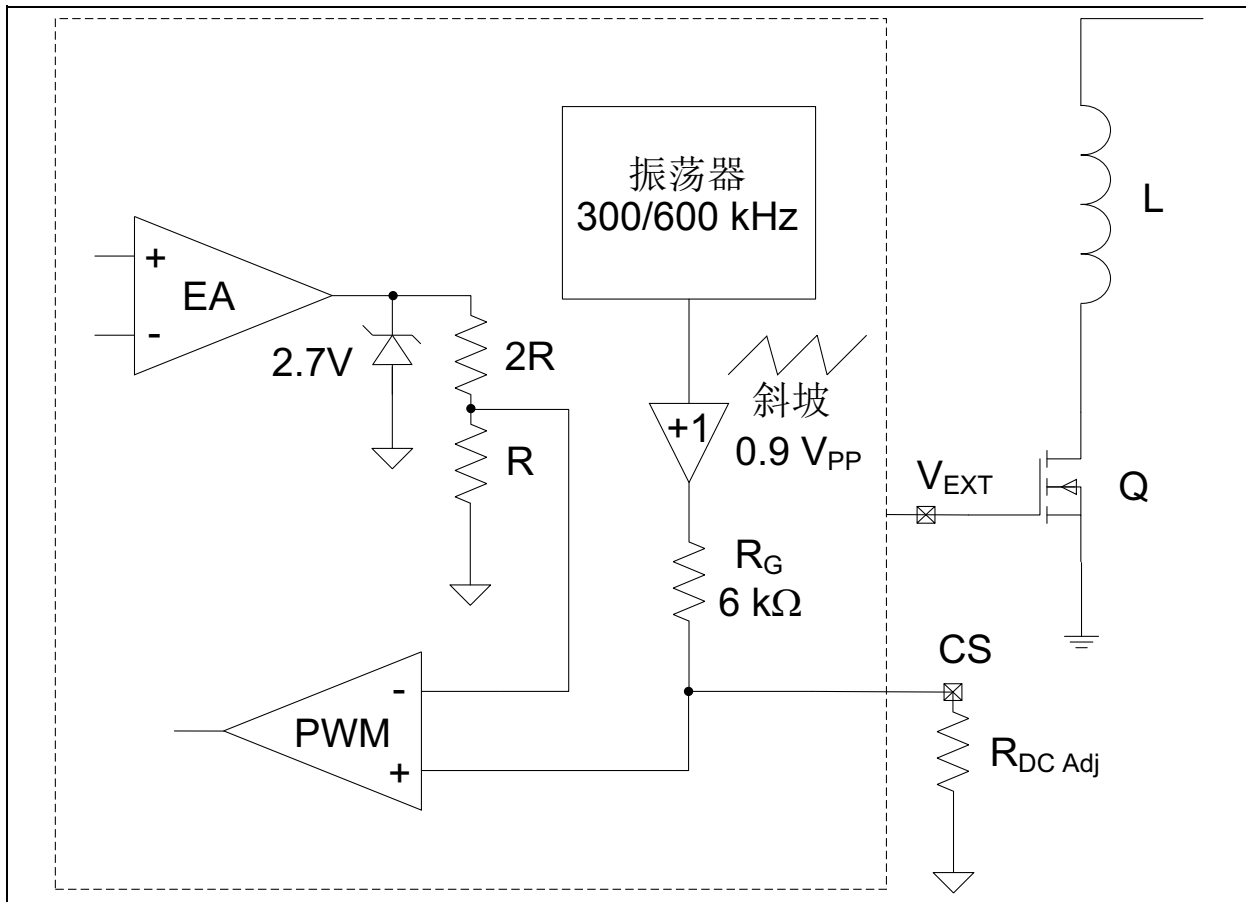 振荡器
300/600 kHz
+
EA
-
2.7V
2R
R
+1
斜坡
0.9 VPP
VEXT
L
Q
RG
6 kΩ
CS
-
PWM
+
RDC Adj